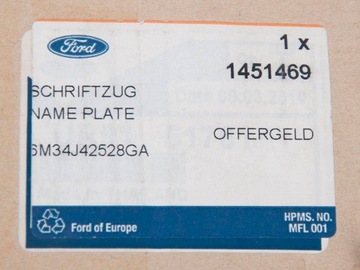 Ford
1 x
1451469
SCHRIFTZUG
NAME PLATE
OFFERGELD
6M34J42528GA
Ford of Europe
HPMS. NO.
MFL 001